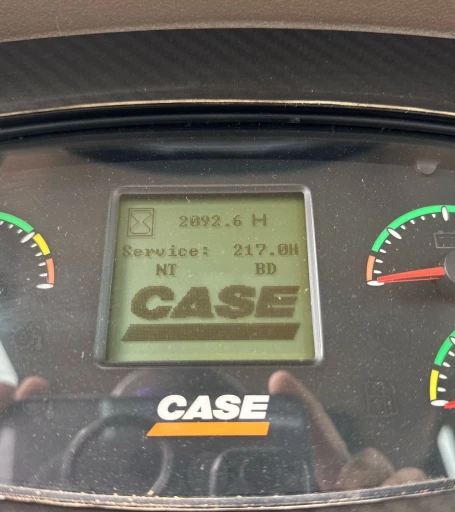 2092.6 H
Service: 217.0H
NT BD
CASE
CASE